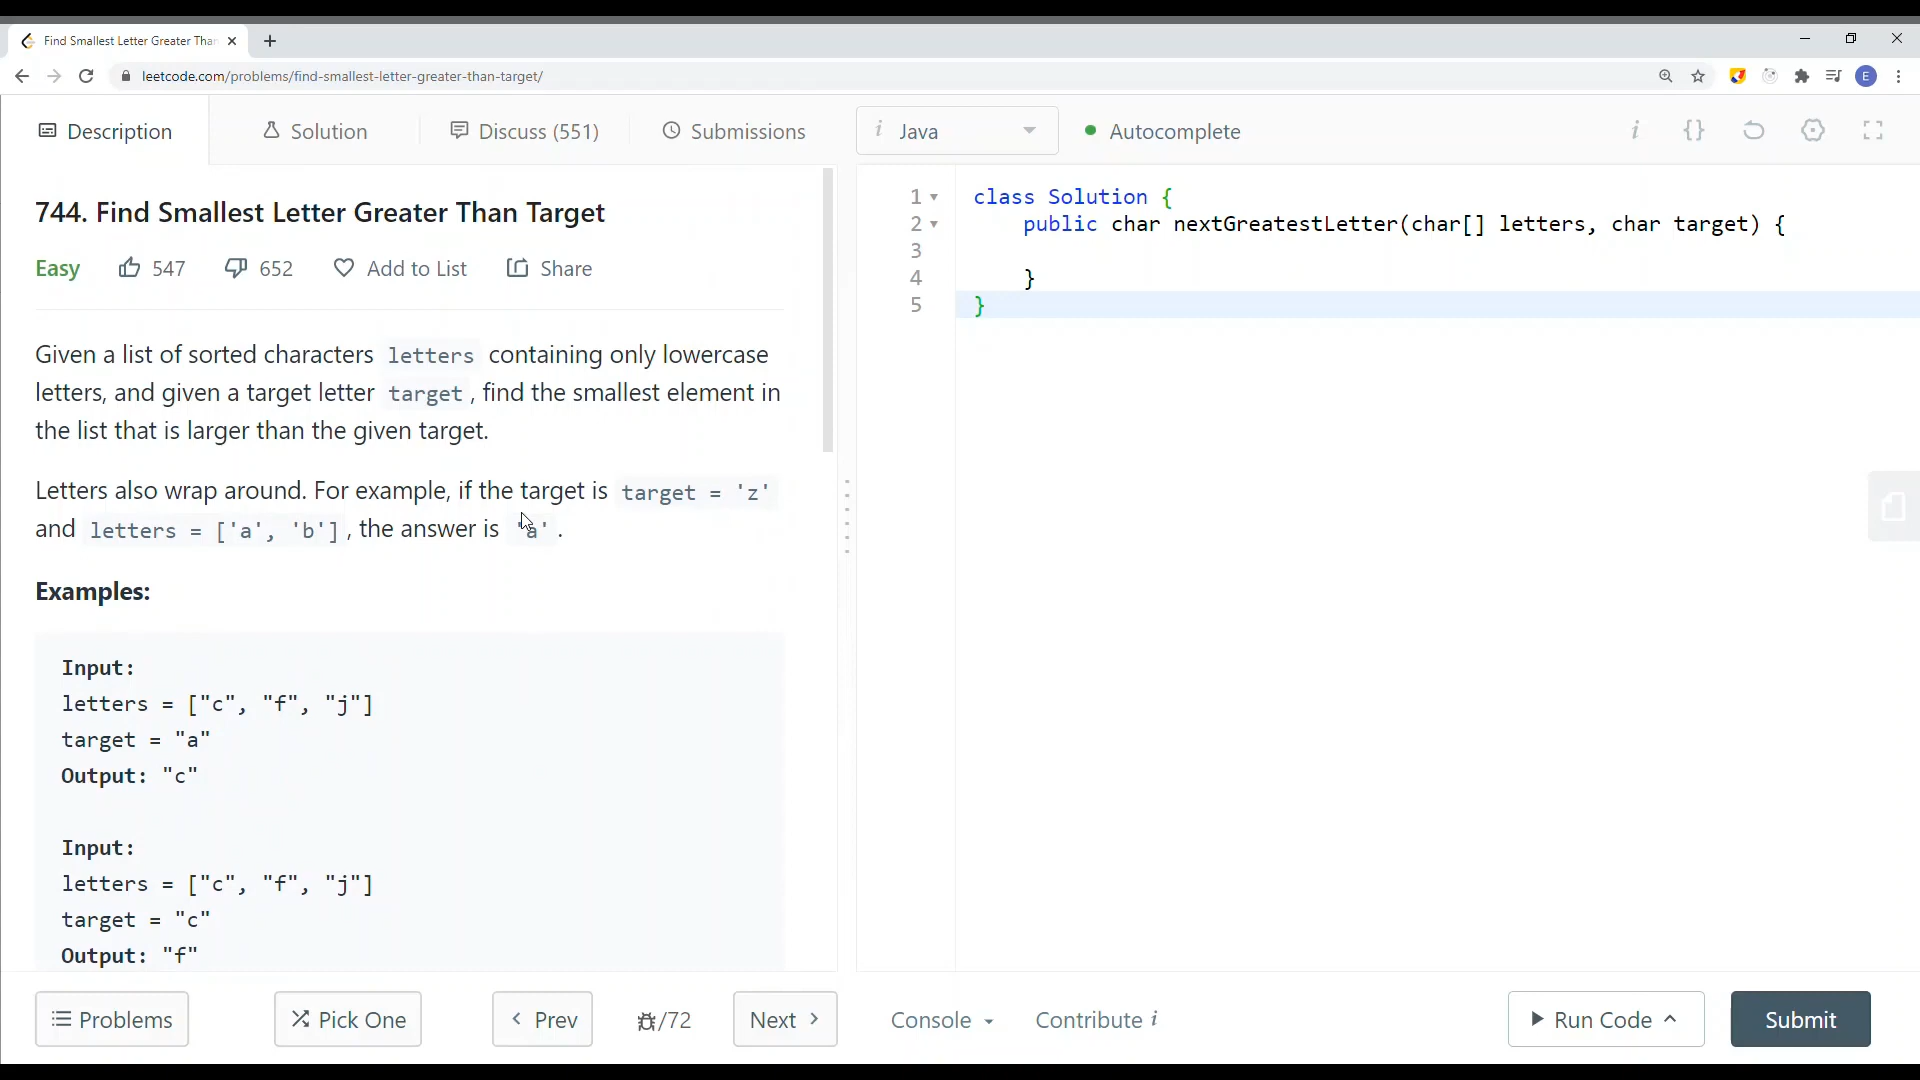 Find Smallest Letter Greater Than
leetcode.com/problems/find-smallest-letter-greater-than-target/
E
Description
Solution
Discuss (551)
Submissions
i Java
Autocomplete
i {}
744. Find Smallest Letter Greater Than Target
Easy 547 652 Add to List Share
Given a list of sorted characters letters containing only lowercase
letters, and given a target letter target, find the smallest element in
the list that is larger than the given target.
Letters also wrap around. For example, if the target is target = 'z'
and letters = ['a', 'b'], the answer is 'a'.
Examples:
Input:
letters = ["c", "f", "j"]
target = "a"
Output: "c"
Input:
letters = ["c", "f", "j"]
target = "c"
Output: "f"
1 class Solution {
2 public char nextGreatestLetter(char[] letters, char target) {
3
4 }
5 }
Problems
Pick One
Prev
/72
Next
Console
Contribute i
Run Code
Submit